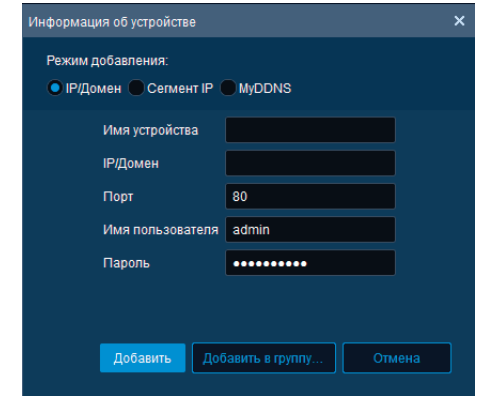 Информация об устройстве
Режим добавления:
IP/Домен Сегмент IP MyDDNS
Имя устройства
IP/Домен
Порт 80
Имя пользователя admin
Пароль ••••••••••
Добавить Добавить в группу... Отмена